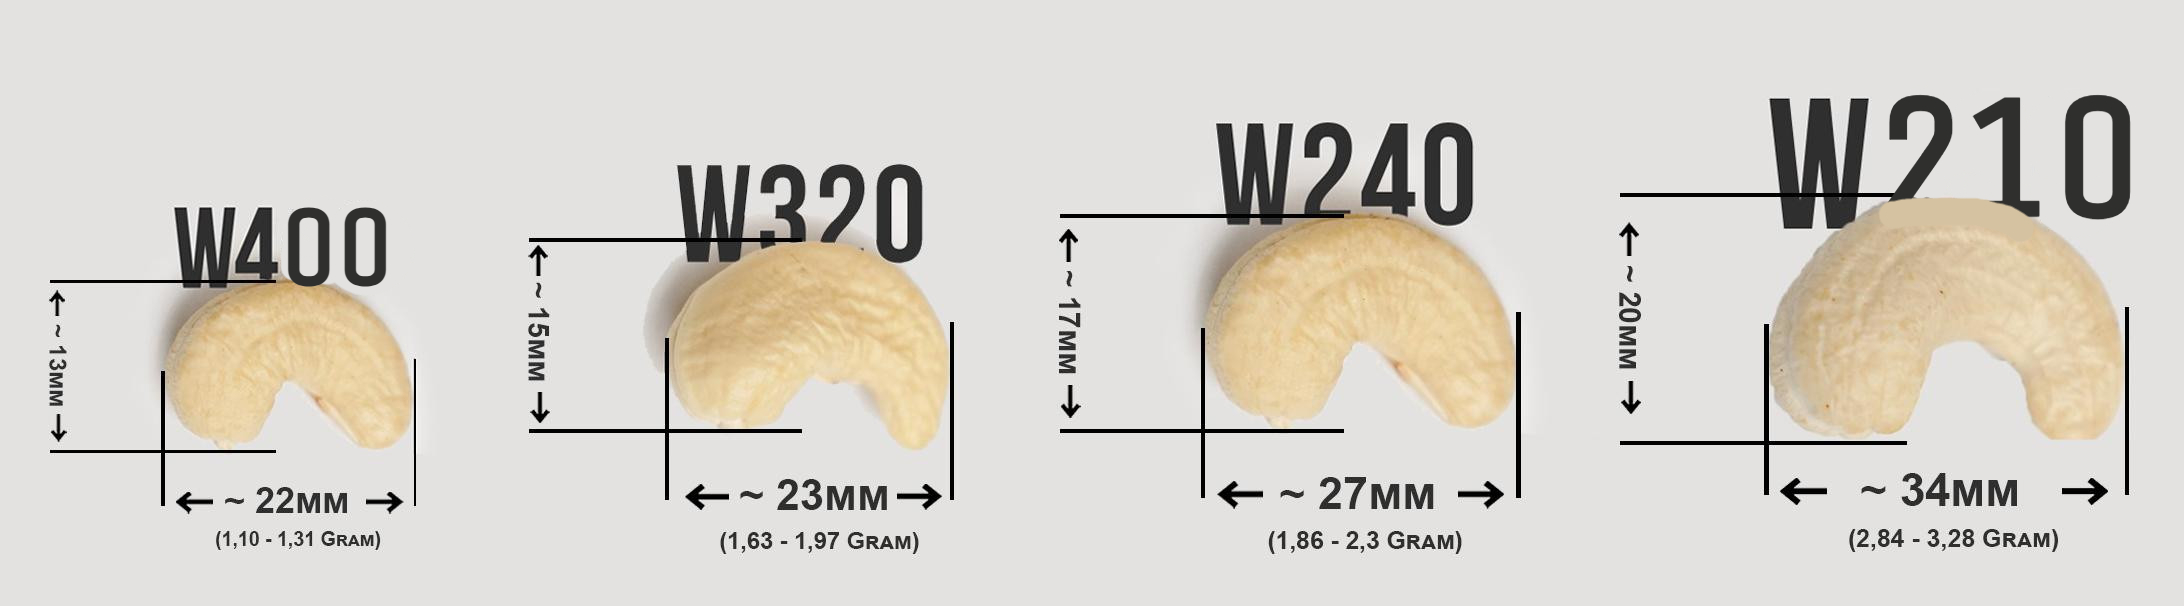 W400
~ 13MM
~ 22MM
(1,10 - 1,31 GRAM)
W320
~ 15MM
~ 23MM
(1,63 - 1,97 GRAM)
W240
~ 17MM
~ 27MM
(1,86 - 2,3 GRAM)
W210
~ 20MM
~ 34MM
(2,84 - 3,28 GRAM)